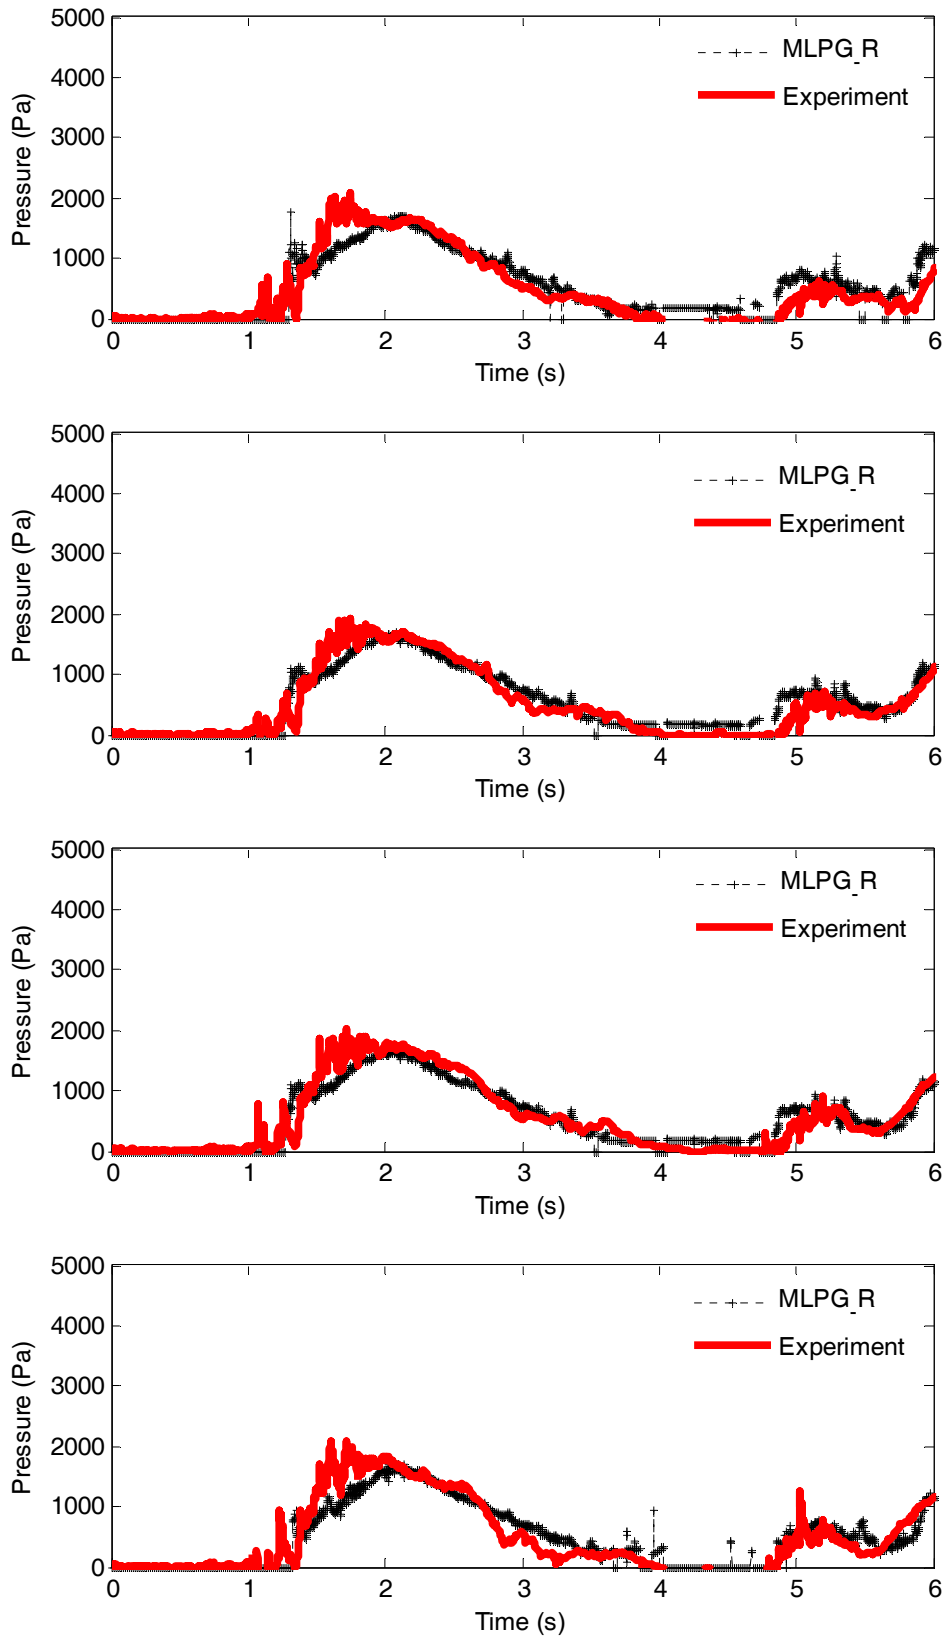 5000
4000
3000
2000
1000
0
Pressure (Pa)
MLPG_R
Experiment
0 1 2 3 4 5 6
Time (s)
5000
4000
3000
2000
1000
0
Pressure (Pa)
MLPG_R
Experiment
0 1 2 3 4 5 6
Time (s)
5000
4000
3000
2000
1000
0
Pressure (Pa)
MLPG_R
Experiment
0 1 2 3 4 5 6
Time (s)
5000
4000
3000
2000
1000
0
Pressure (Pa)
MLPG_R
Experiment
0 1 2 3 4 5 6
Time (s)